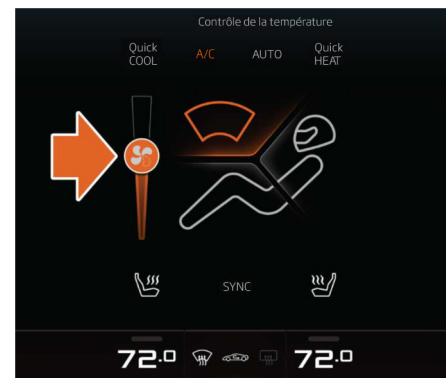 Contrôle de la température
Quick COOL A/C AUTO Quick HEAT
SYNC
72.0 72.0